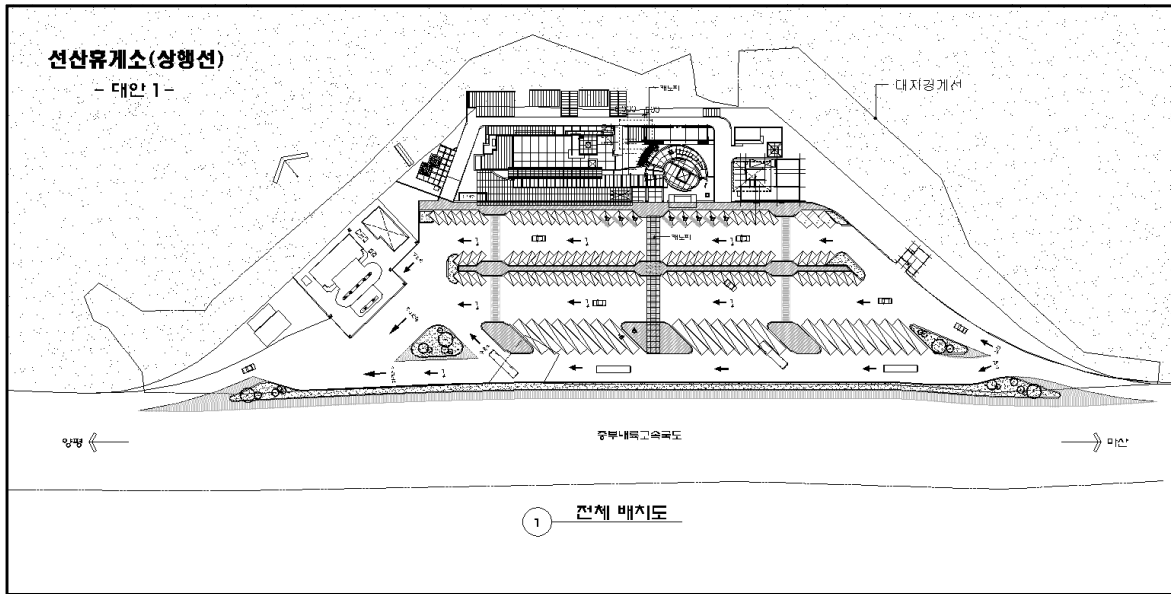 선산휴게소(상행선)
- 대안 1 -
캐노피
대지경계선
캐노피
양평
중부내륙고속국도
마산
1
전체 배치도